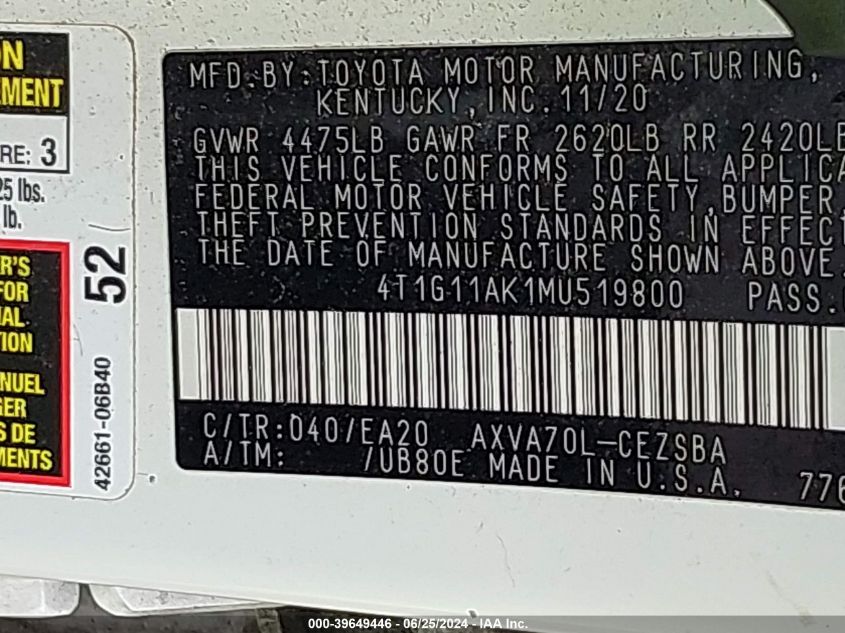 ON
EMENT
RE: 3
25 lbs.
lb.
52
R'S
FOR
NAL
TION
NUEL
GER
S DE
MENTS
42661-06B40
MFD.BY:TOYOTA MOTOR MANUFACTURING,
KENTUCKY,INC.11/20
GVWR 4475LB GAWR FR 2620LB RR 2420LB
THIS VEHICLE CONFORMS TO ALL APPLICA
FEDERAL MOTOR VEHICLE SAFETY,BUMPER,
THEFT PREVENTION STANDARDS IN EFFECT
THE DATE OF MANUFACTURE SHOWN ABOVE.
4T1G11AK1MU519800 PASS.
C/TR:040/EA20 AXVA70L-CEZSBA
A/TM: /UB80E MADE IN U.S.A. 776
000-39649446 - 06/25/2024 - IAA Inc.